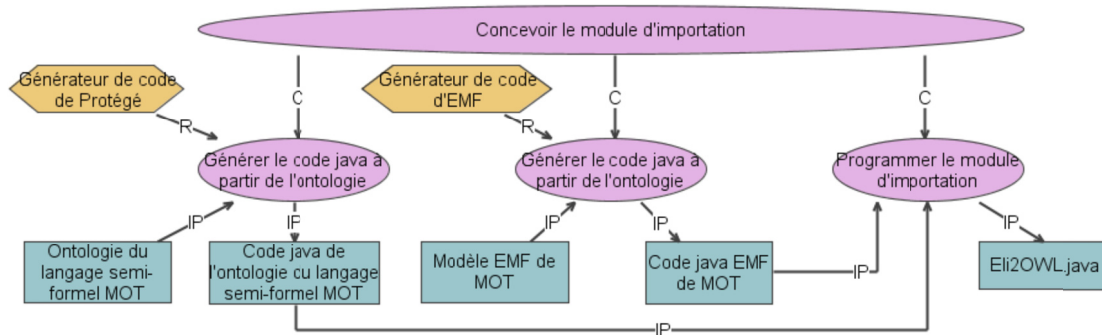 Concevoir le module d'importation
Générateur de code
de Protégé
Générateur de code
d'EMF
C
C
C
R
R
Générer le code java à
partir de l'ontologie
Générer le code java à
partir de l'ontologie
Programmer le module
d'importation
IP
IP
IP
IP
IP
Ontologie du
langage semi-
formel MOT
Code java de
l'ontologie cu langage
semi-formel MOT
Modèle EMF de
MOT
Code java EMF
de MOT
IP
Eli2OWL.java
IP